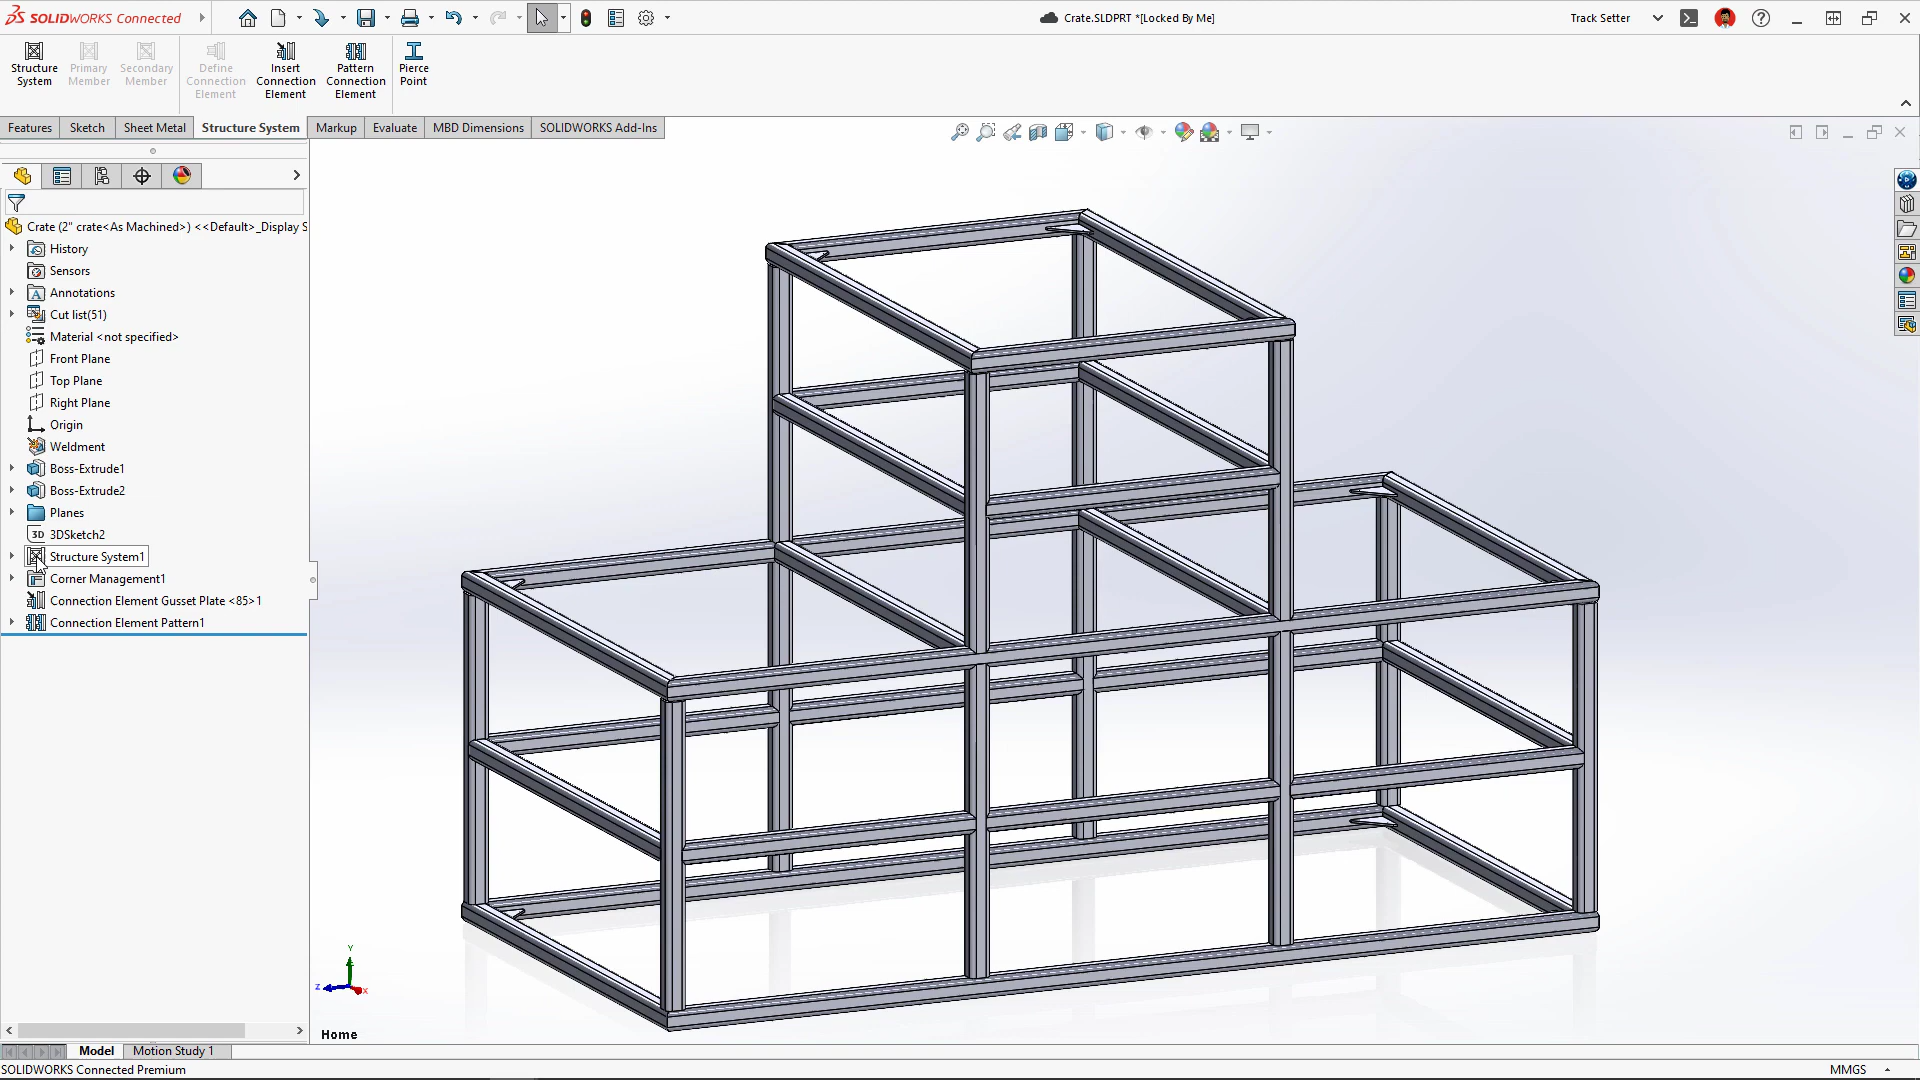 SOLIDWORKS Connected
Crate.SLDPRT *[Locked By Me]
Track Setter
Structure System
Primary Member
Secondary Member
Define Connection Element
Insert Connection Element
Pattern Connection Element
Pierce Point
Features
Sketch
Sheet Metal
Structure System
Markup
Evaluate
MBD Dimensions
SOLIDWORKS Add-Ins
Crate (2" crate<As Machined>) <<Default>_Display S
History
Sensors
Annotations
Cut list(51)
Material <not specified>
Front Plane
Top Plane
Right Plane
Origin
Weldment
Boss-Extrude1
Boss-Extrude2
Planes
3D 3DSketch2
Structure System1
Corner Management1
Connection Element Gusset Plate <85>1
Connection Element Pattern1
Y
Z
X
Home
Model
Motion Study 1
SOLIDWORKS Connected Premium
MMGS